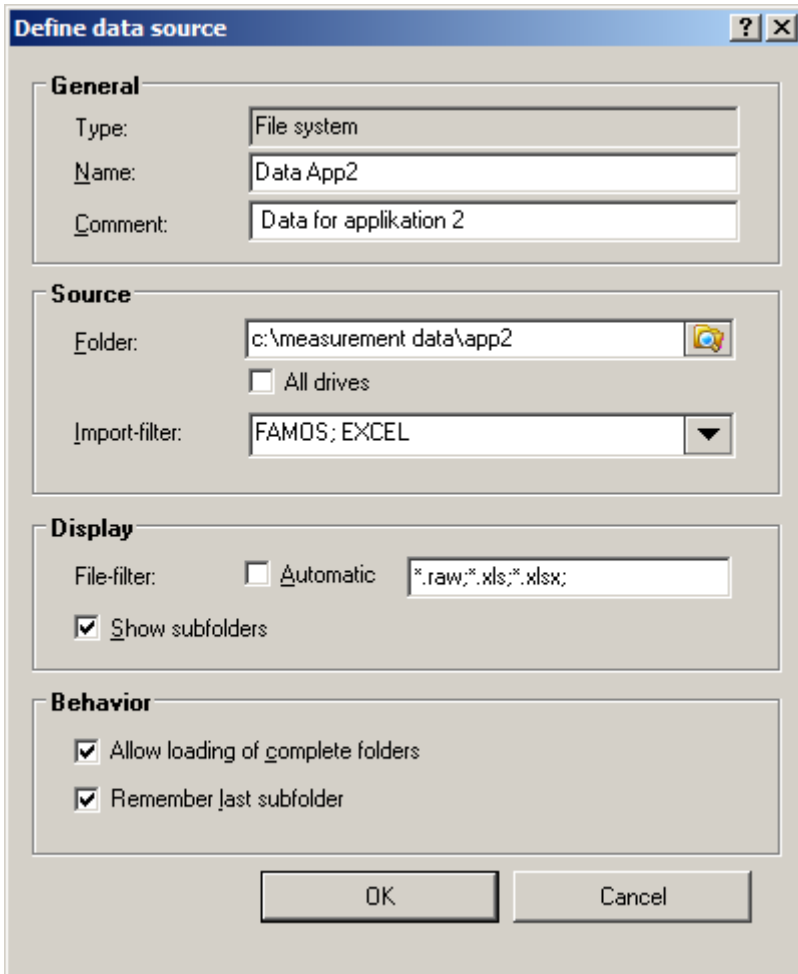 Define data source
General
Type: File system
Name: Data App2
Comment: Data for applikation 2
Source
Folder: c:\measurement data\app2
All drives
Import-filter: FAMOS; EXCEL
Display
File-filter: Automatic *.raw;*.xls;*.xlsx;
Show subfolders
Behavior
Allow loading of complete folders
Remember last subfolder
OK Cancel